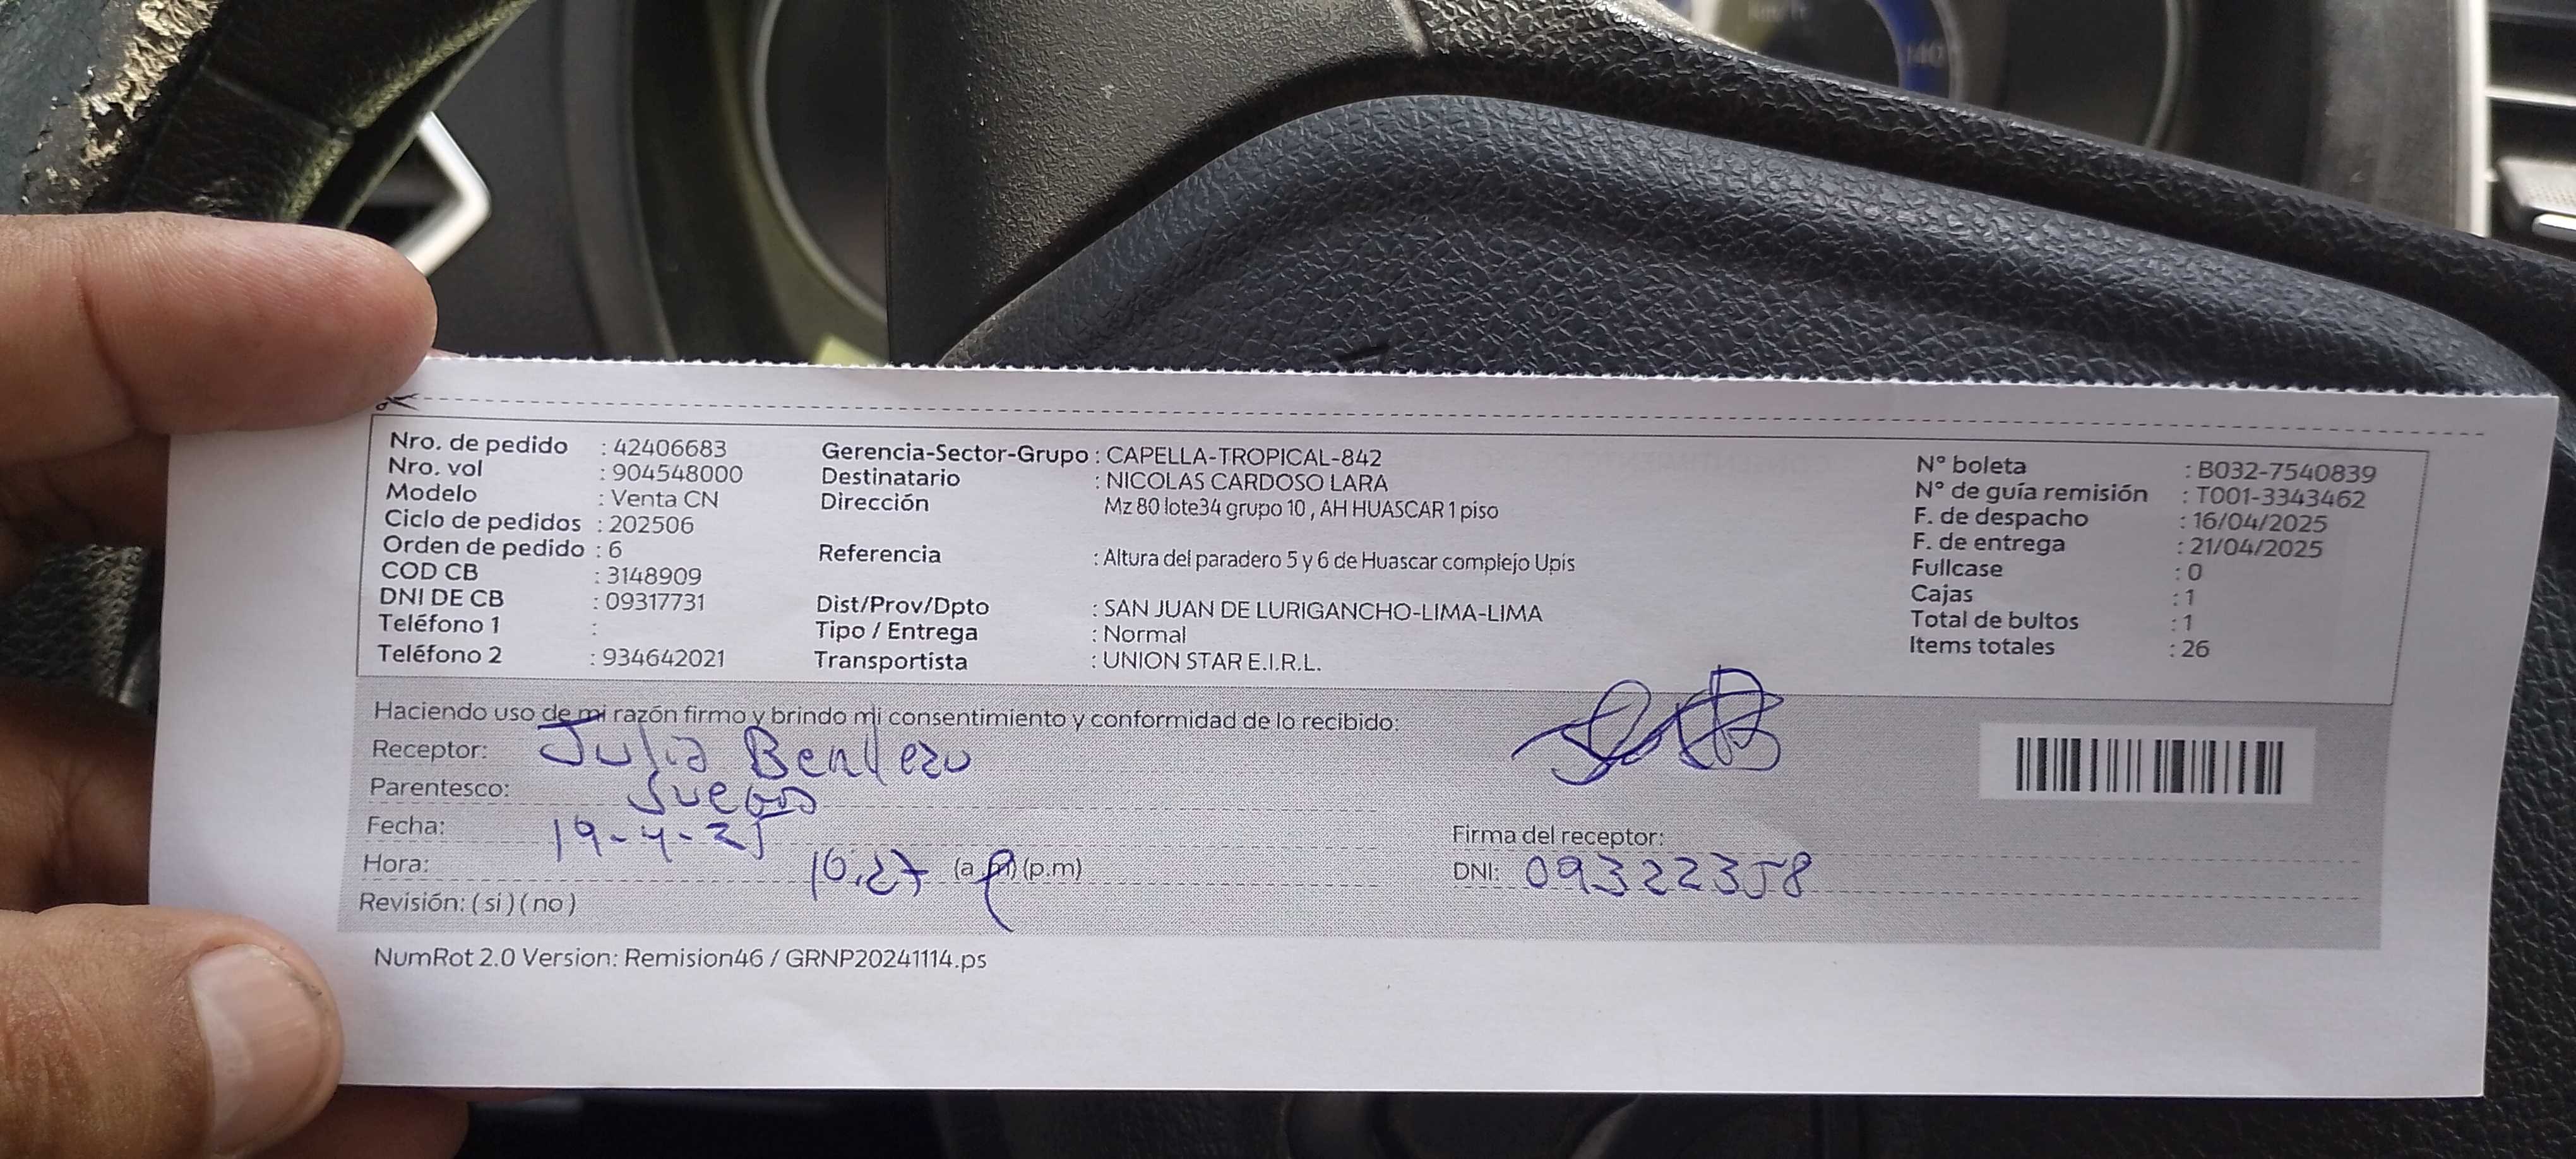 Nro. de pedido : 42406683
Nro. vol : 904548000
Modelo : Venta CN
Ciclo de pedidos : 202506
Orden de pedido : 6
COD CB : 3148909
DNI DE CB : 09317731
Teléfono 1 :
Teléfono 2 : 934642021
Gerencia-Sector-Grupo : CAPELLA-TROPICAL-842
Destinatario : NICOLAS CARDOSO LARA
Dirección Mz 80 lote34 grupo 10 , AH HUASCAR 1 piso
Referencia : Altura del paradero 5 y 6 de Huascar complejo Upis
Dist/Prov/Dpto : SAN JUAN DE LURIGANCHO-LIMA-LIMA
Tipo / Entrega : Normal
Transportista : UNION STAR E.I.R.L.
N° boleta : B032-7540839
N° de guía remisión : T001-3343462
F. de despacho : 16/04/2025
F. de entrega : 21/04/2025
Fullcase : 0
Cajas : 1
Total de bultos : 1
Items totales : 26
Haciendo uso de mi razón firmo y brindo mi consentimiento y conformidad de lo recibido:
Receptor: Julia
Parentesco:
Fecha: 19-4-25
Hora: 10:27 (a.m) (p.m)
Revisión: ( si ) ( no )
Firma del receptor:
DNI: 09322358
NumRot 2.0 Version: Remision46 / GRNP20241114.ps
140